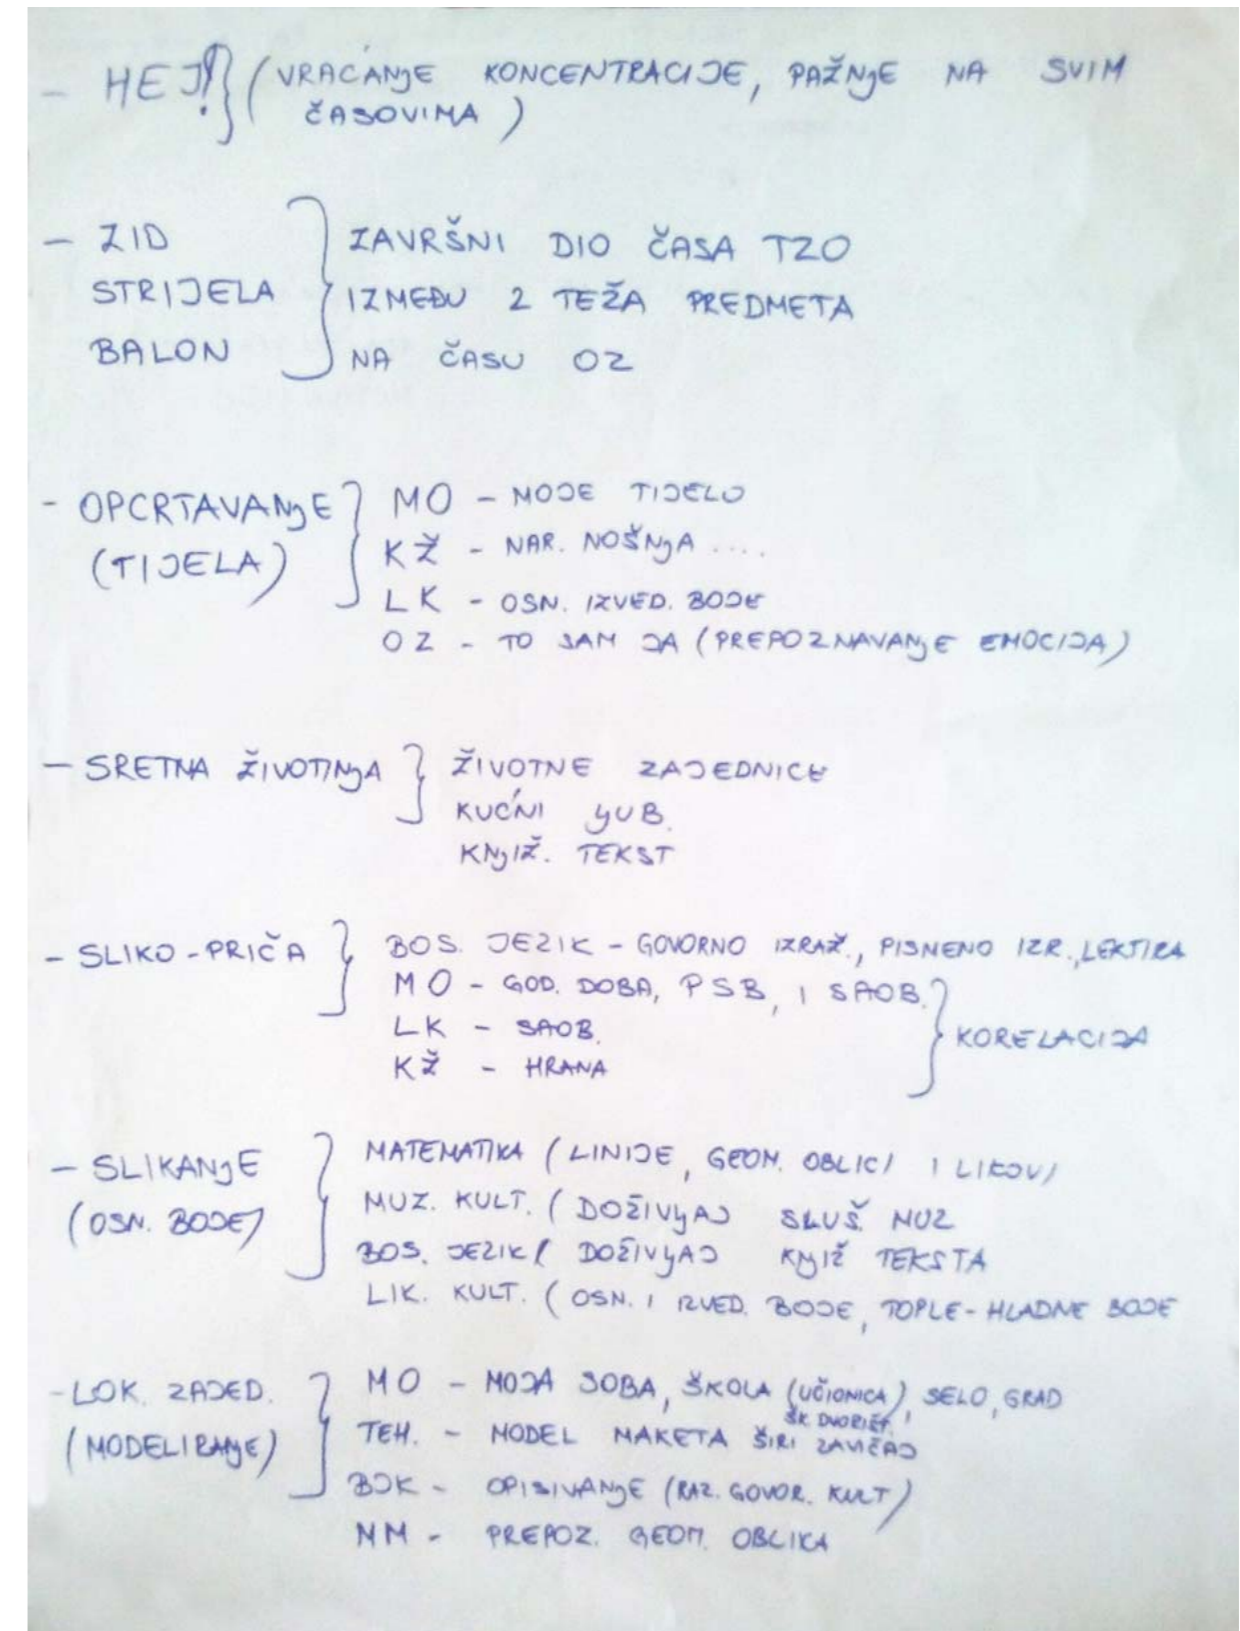 - HEJ!} (VRAĆANJE KONCENTRACIJE, PAŽNJE NA SVIM
ČASOVIMA)
- ZID } ZAVRŠNI DIO ČASA TZO
STRIJELA } IZMEĐU 2 TEŽA PREDMETA
BALON } NA ČASU OZ
- OPCRTAVANJE } MO - MOJE TIJELO
(TIJELA) } KŽ - NAR. NOŠNJA ....
LK - OSN. IZVED. BOJE
OZ - TO SAM JA (PREPOZNAVANJE EMOCIJA)
- SRETNA ŽIVOTINJA } ŽIVOTNE ZAJEDNICE
KUĆNI LJUB.
KNJIŽ. TEKST
- SLIKO-PRIČA } BOS. JEZIK - GOVORNO IZRAŽ., PISMENO IZR., LEKTIRA
MO - GOD. DOBA, PSB, I SAOB. }
LK - SAOB. } KORELACIJA
KŽ - HRANA
- SLIKANJE } MATEMATIKA (LINIJE, GEOM. OBLICI I LIKOVI
(OSN. BOJE) } MUZ. KULT. (DOŽIVLJAJ SLUŠ. MUZ
BOS. JEZIK ( DOŽIVLJAJ KNJIŽ TEKSTA
LIK. KULT. (OSN. I IZVED. BOJE, TOPLE-HLADNE BOJE
- LOK. ZAJED. } MO - MOJA SOBA, ŠKOLA (UČIONICA), SELO, GRAD
ŠK. DVORIŠT.
(MODELIRANJE) } TEH. - MODEL MAKETA ŠIRI ZAVIČAJ
BJK - OPISIVANJE (RAZ. GOVOR. KULT)
MM - PREPOZ. GEOM. OBLIKA